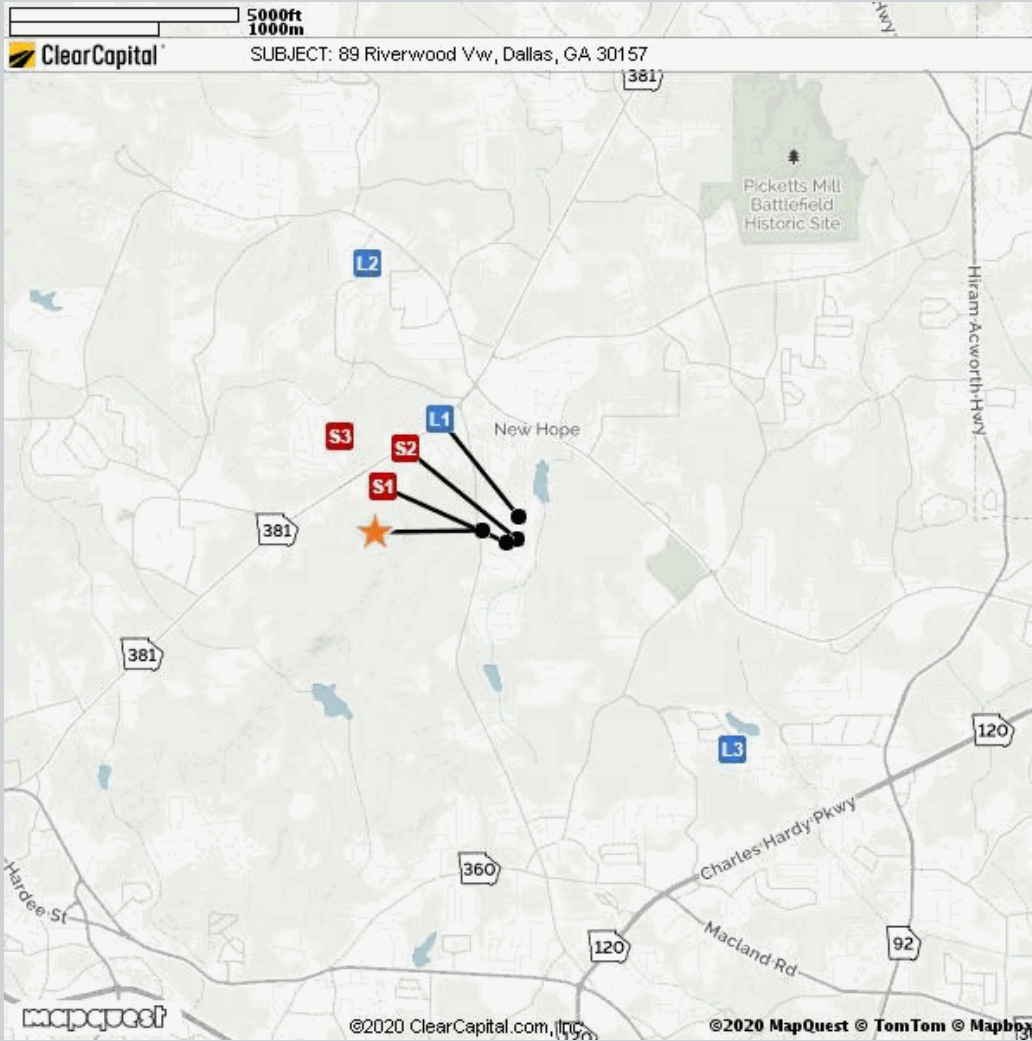 5000ft
1000m
ClearCapital
SUBJECT: 89 Riverwood Vw, Dallas, GA 30157
Hwy
381
Picketts Mill
Battlefield
Historic Site
L2
Hiram Acworth Hwy
L1
New Hope
S3
S2
S1
381
381
120
L3
Charles Hardy Pkwy
360
Hardee St
120
Macland Rd
92
mapquest
©2020 ClearCapital.com, Inc.
120
©2020 MapQuest © TomTom © Mapbox